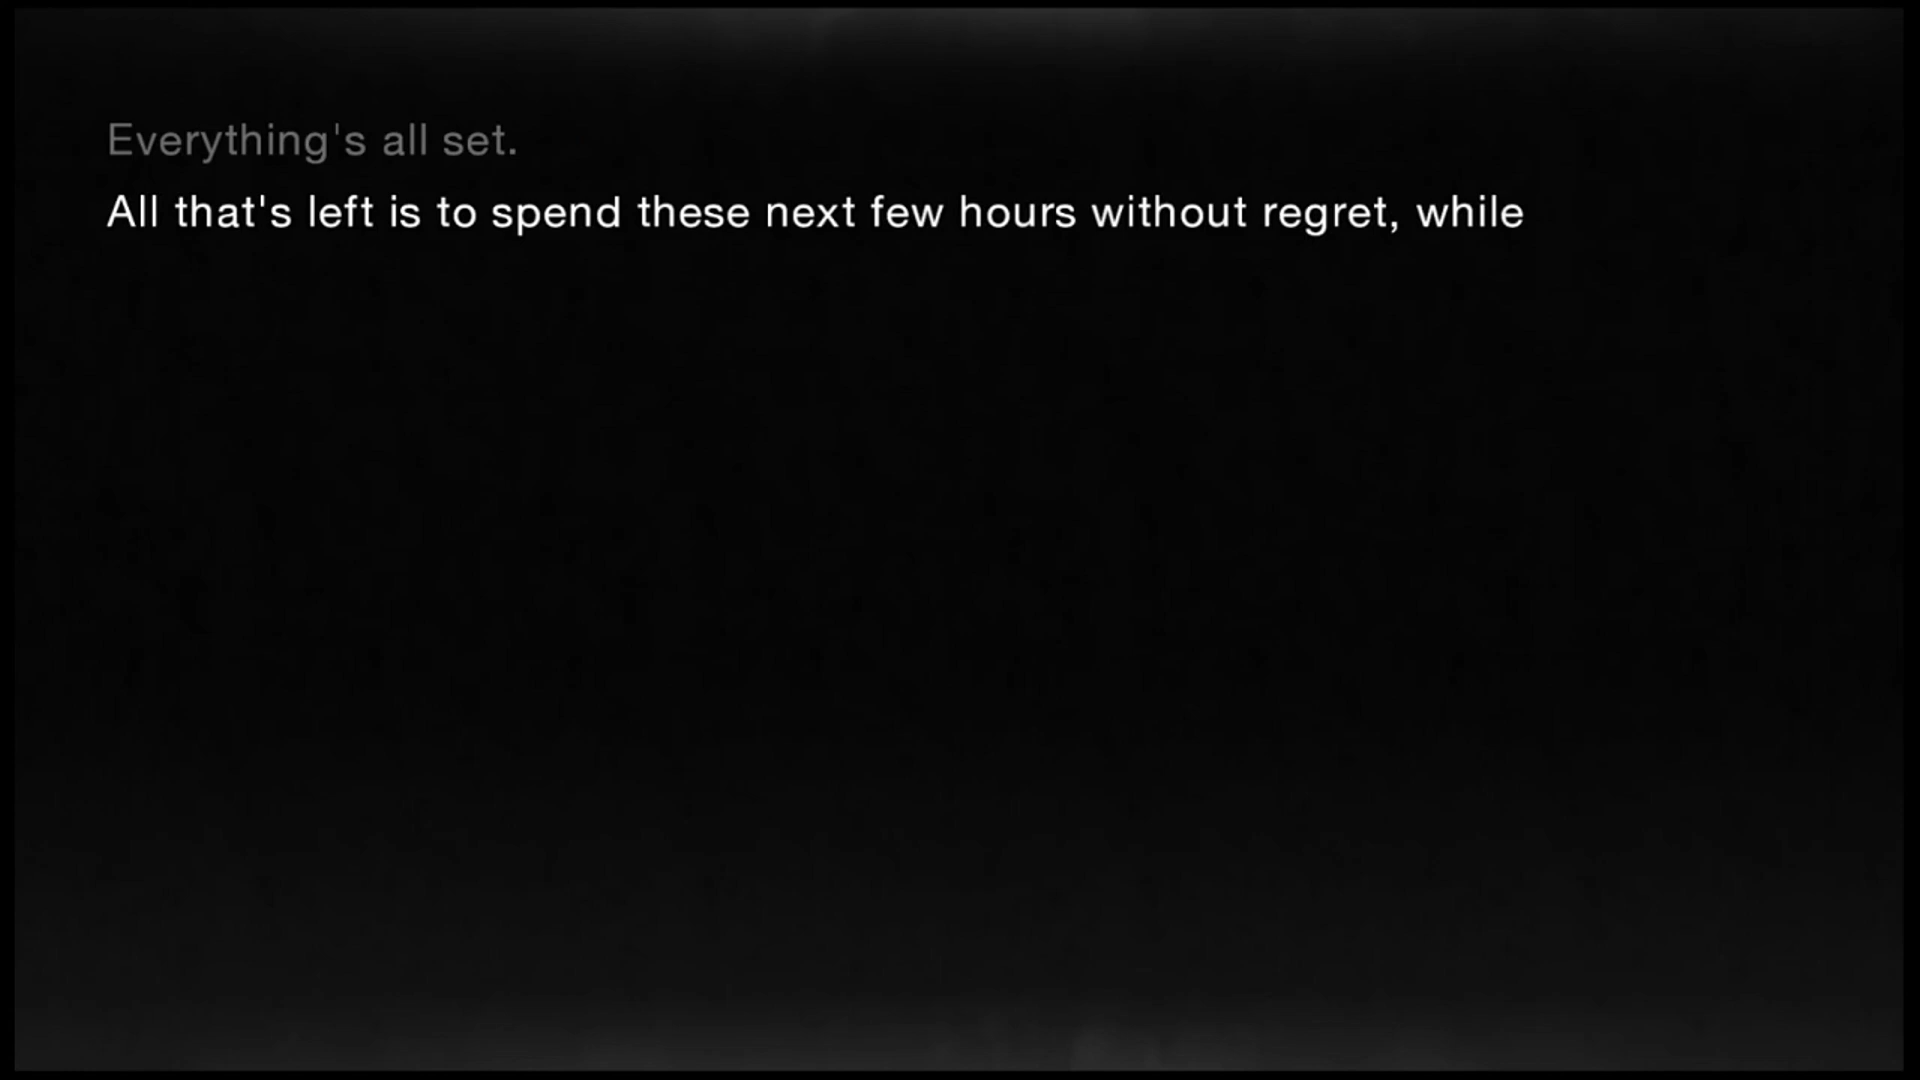 Everything's all set.
All that's left is to spend these next few hours without regret, while